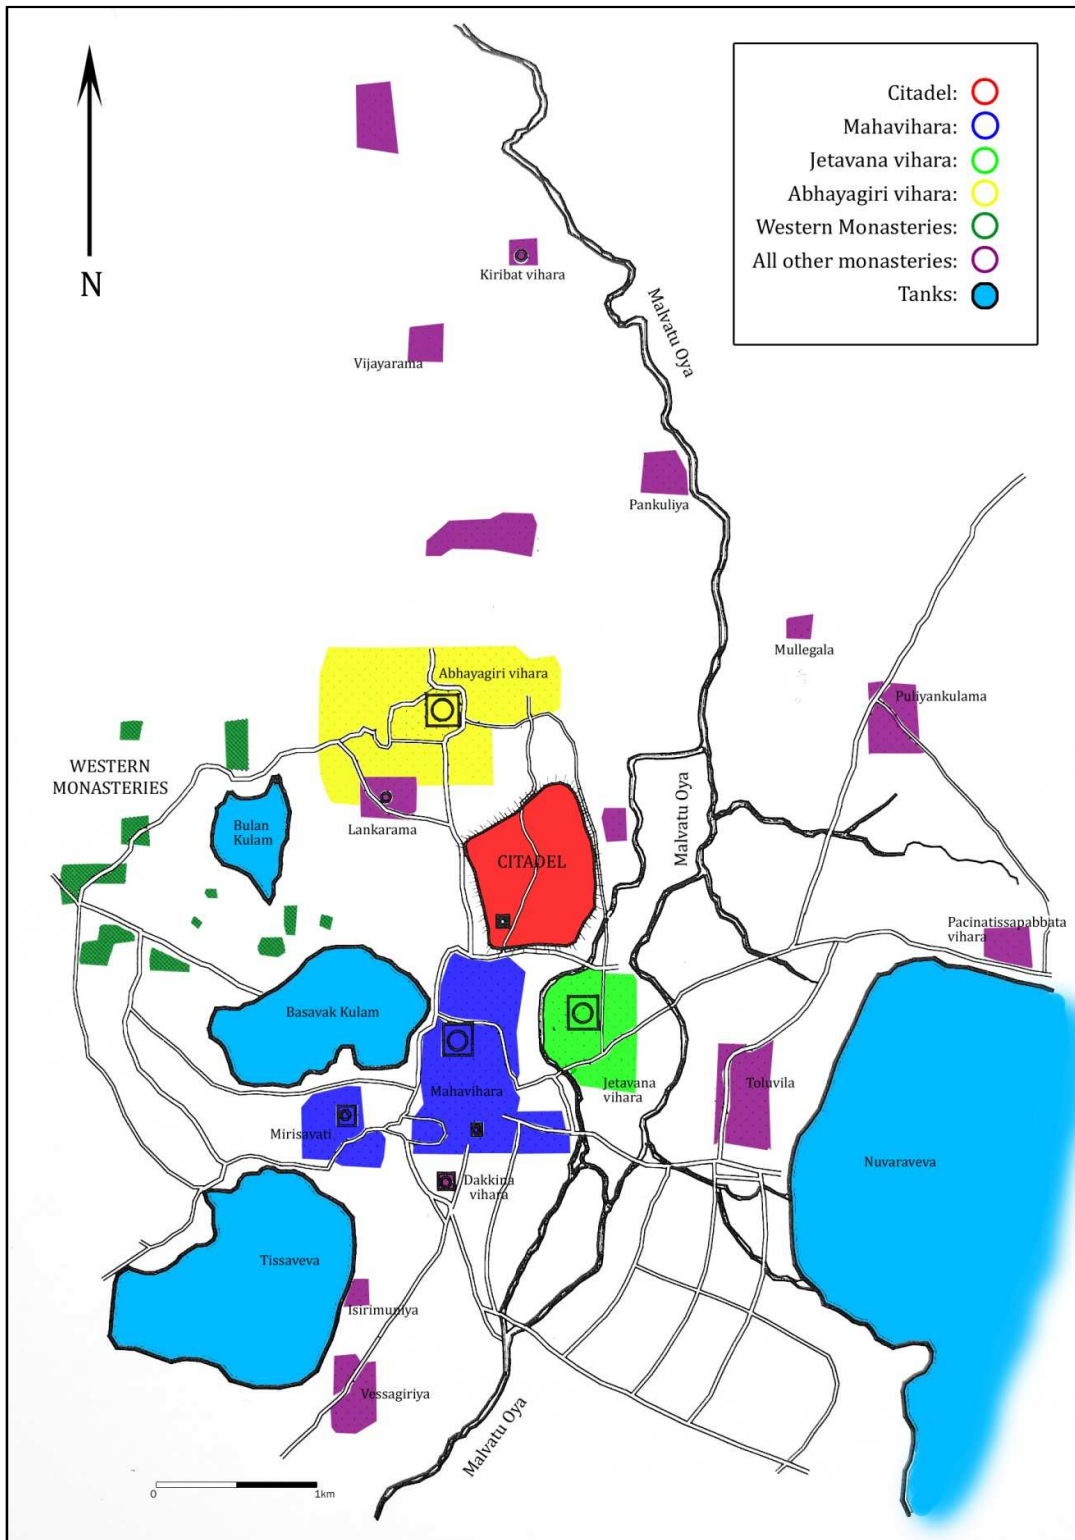 Citadel:
Mahavihara:
Jetavana vihara:
Abhayagiri vihara:
Western Monasteries:
All other monasteries:
Tanks:
N
Kiribat vihara
Malvatu Oya
Vijayarama
Pankuliya
Mullegala
Abhayagiri vihara
Puliyankulama
WESTERN
MONASTERIES
Malvatu Oya
Bulan
Kulam
Lankarama
CITADEL
Pacinatissapabbata
vihara
Basavak Kulam
Mahavihara
Jetavana
vihara
Toluvila
Mirisavati
Nuvaraveva
Dakkina
vihara
Tissaveva
Isirimuniya
Vessagiriya
Malvatu Oya
0
1km